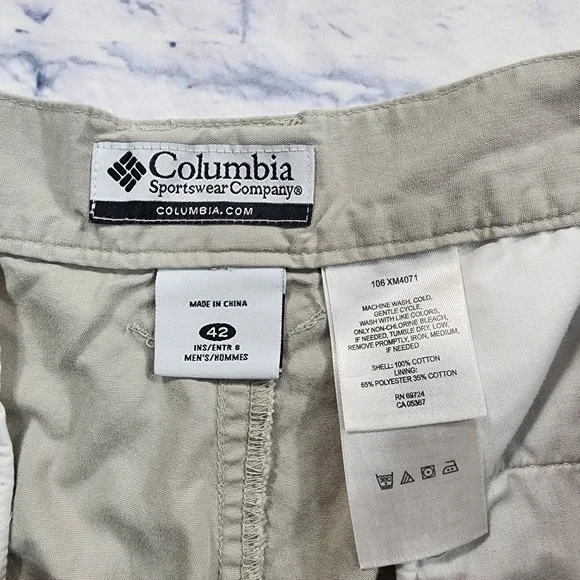 Columbia
Sportswear Company®
COLUMBIA.COM
MADE IN CHINA
42
INS/ENTR 8
MEN'S/HOMMES
106 XM4071
MACHINE WASH, COLD,
GENTLE CYCLE,
WASH WITH LIKE COLORS,
ONLY NON-CHLORINE BLEACH,
IF NEEDED, TUMBLE DRY, LOW,
REMOVE PROMPTLY, IRON, MEDIUM,
IF NEEDED
SHELL: 100% COTTON
LINING:
65% POLYESTER 35% COTTON
RN 69724
CA 05367